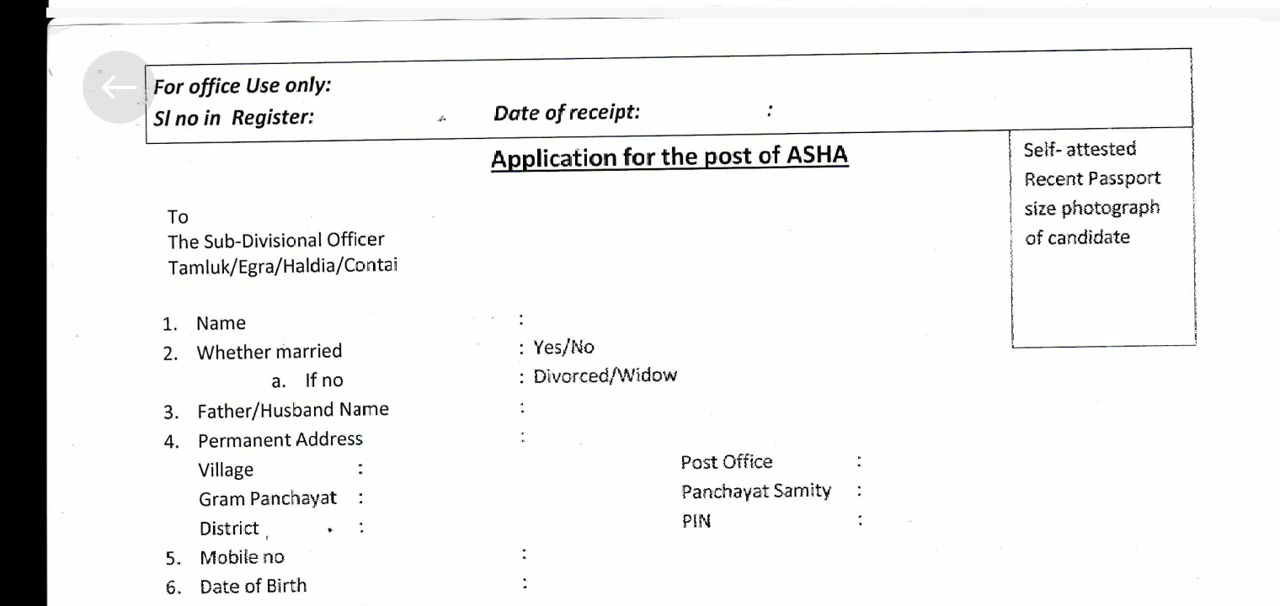 For office Use only:
Sl no in Register: Date of receipt: :
Application for the post of ASHA
Self- attested
Recent Passport
size photograph
of candidate
To
The Sub-Divisional Officer
Tamluk/Egra/Haldia/Contai
1. Name :
2. Whether married : Yes/No
a. If no : Divorced/Widow
3. Father/Husband Name :
4. Permanent Address :
Village : Post Office :
Gram Panchayat : Panchayat Samity :
District : PIN :
5. Mobile no :
6. Date of Birth :